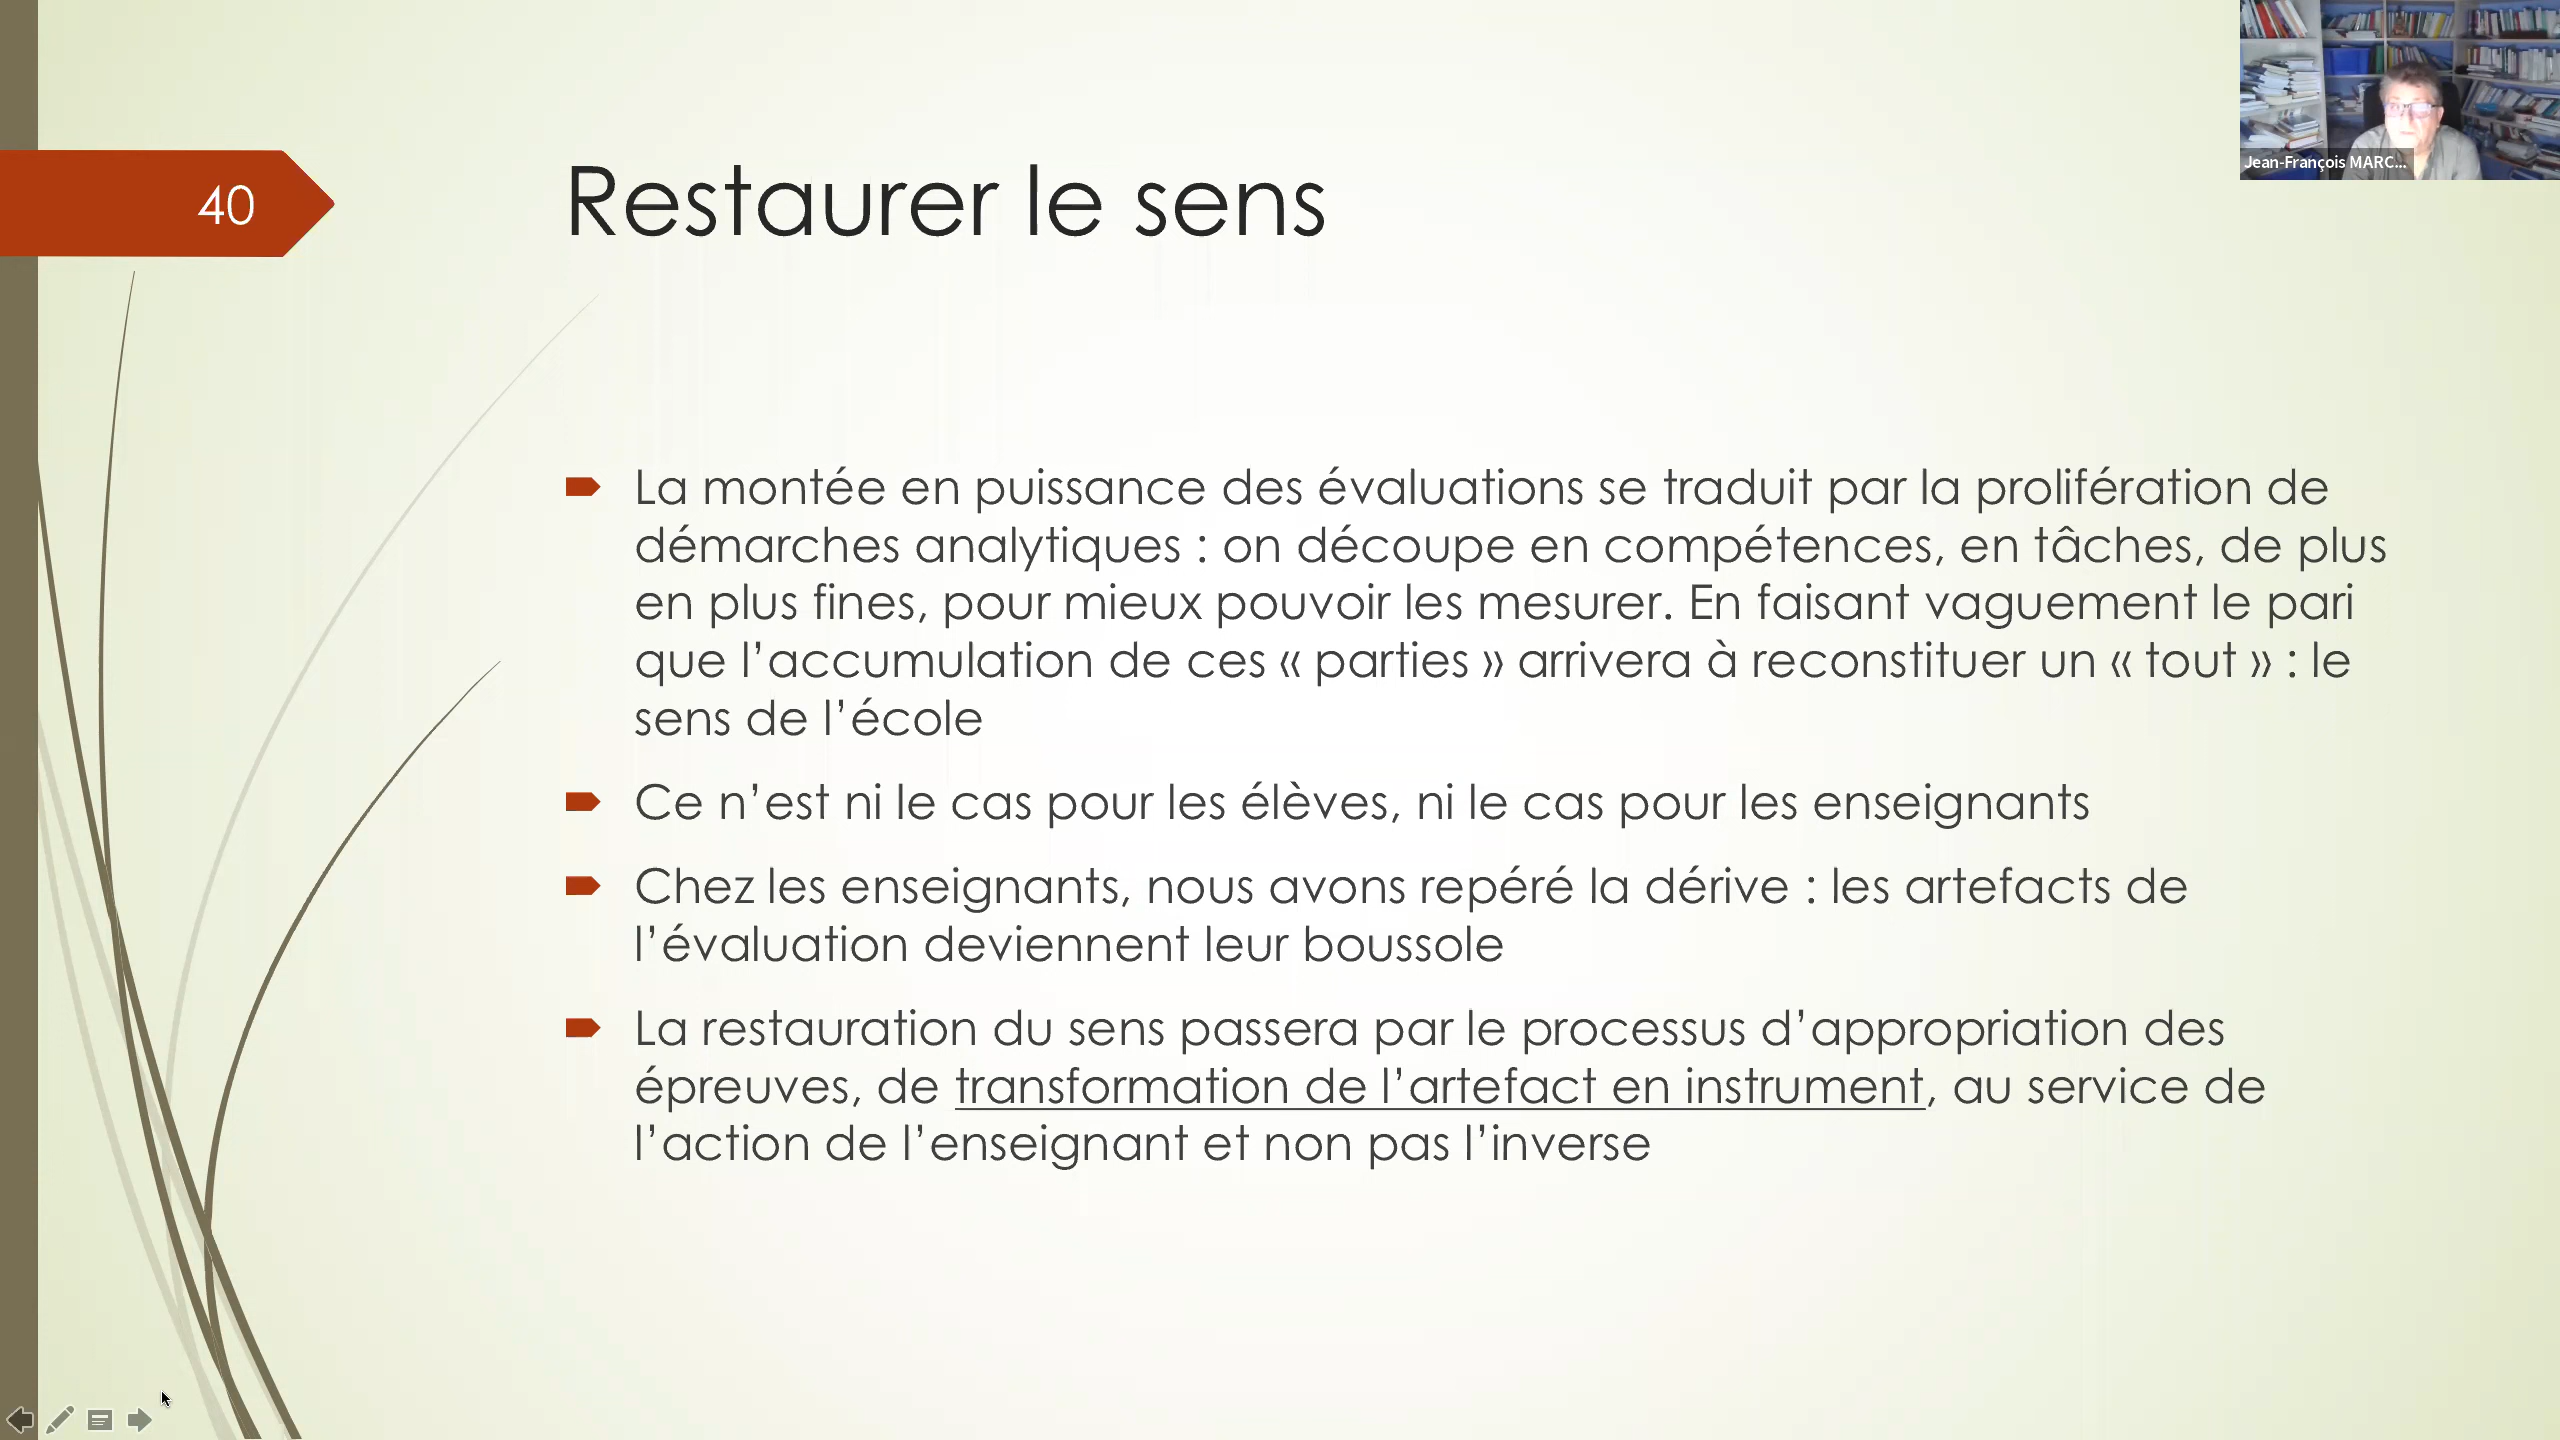 40
Restaurer le sens
Jean-François MARC...
La montée en puissance des évaluations se traduit par la prolifération de
démarches analytiques : on découpe en compétences, en tâches, de plus
en plus fines, pour mieux pouvoir les mesurer. En faisant vaguement le pari
que l’accumulation de ces « parties » arrivera à reconstituer un « tout » : le
sens de l’école
Ce n’est ni le cas pour les élèves, ni le cas pour les enseignants
Chez les enseignants, nous avons repéré la dérive : les artefacts de
l’évaluation deviennent leur boussole
La restauration du sens passera par le processus d’appropriation des
épreuves, de transformation de l’artefact en instrument, au service de
l’action de l’enseignant et non pas l’inverse